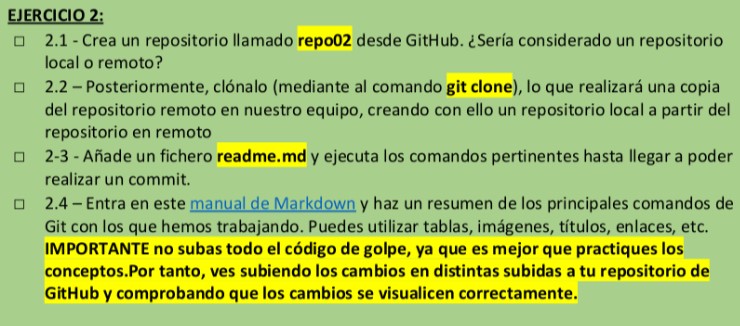 EJERCICIO 2:
□ 2.1 - Crea un repositorio llamado repo02 desde GitHub. ¿Sería considerado un repositorio
local o remoto?
□ 2.2 – Posteriormente, clónalo (mediante al comando git clone), lo que realizará una copia
del repositorio remoto en nuestro equipo, creando con ello un repositorio local a partir del
repositorio en remoto
□ 2-3 - Añade un fichero readme.md y ejecuta los comandos pertinentes hasta llegar a poder
realizar un commit.
□ 2.4 – Entra en este manual de Markdown y haz un resumen de los principales comandos de
Git con los que hemos trabajando. Puedes utilizar tablas, imágenes, títulos, enlaces, etc.
IMPORTANTE no subas todo el código de golpe, ya que es mejor que practiques los
conceptos.Por tanto, ves subiendo los cambios en distintas subidas a tu repositorio de
GitHub y comprobando que los cambios se visualicen correctamente.